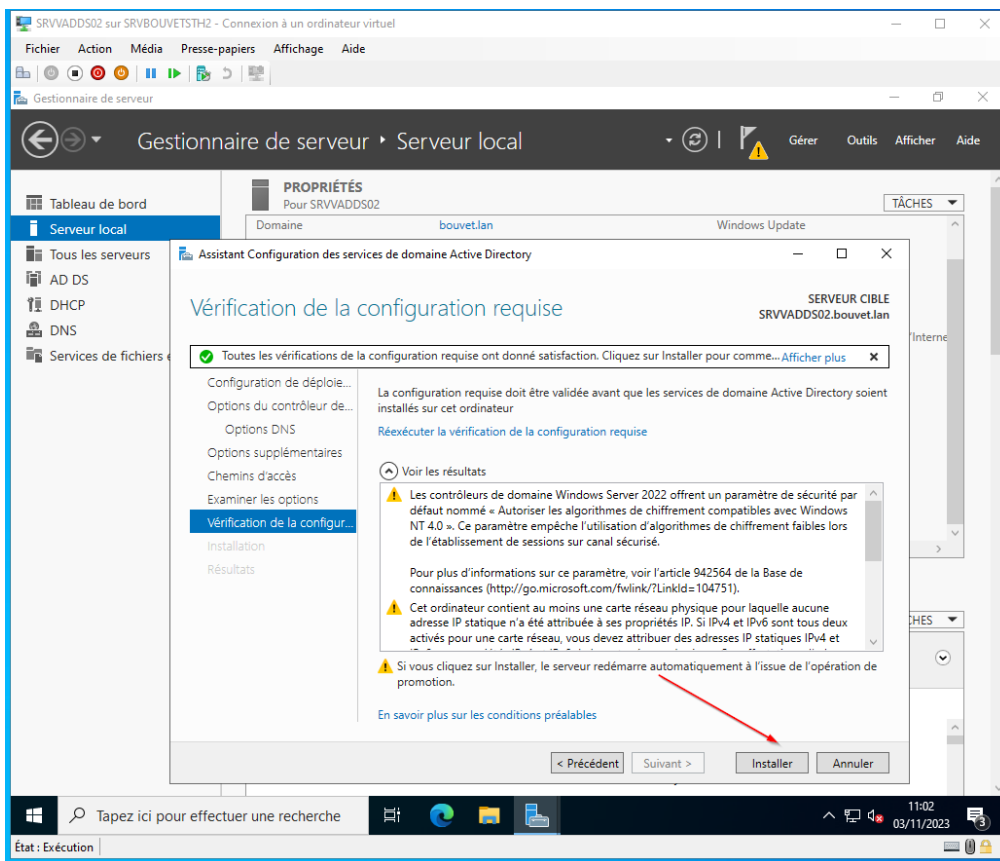 SRVVADDS02 sur SRVBOUVETSTH2 - Connexion à un ordinateur virtuel
Fichier Action Média Presse-papiers Affichage Aide
Gestionnaire de serveur
Gestionnaire de serveur ‣ Serveur local
Gérer Outils Afficher Aide
PROPRIÉTÉS
Pour SRVVADDS02
TÂCHES
Tableau de bord
Serveur local
Tous les serveurs
AD DS
DHCP
DNS
Services de fichiers e
Domaine bouvet.lan Windows Update
Assistant Configuration des services de domaine Active Directory
Vérification de la configuration requise
SERVEUR CIBLE
SRVVADDS02.bouvet.lan
Toutes les vérifications de la configuration requise ont donné satisfaction. Cliquez sur Installer pour comme... Afficher plus
Configuration de déploie...
Options du contrôleur de...
Options DNS
Options supplémentaires
Chemins d'accès
Examiner les options
Vérification de la configur...
Installation
Résultats
La configuration requise doit être validée avant que les services de domaine Active Directory soient
installés sur cet ordinateur
Réexécuter la vérification de la configuration requise
Voir les résultats
Les contrôleurs de domaine Windows Server 2022 offrent un paramètre de sécurité par
défaut nommé « Autoriser les algorithmes de chiffrement compatibles avec Windows
NT 4.0 ». Ce paramètre empêche l'utilisation d'algorithmes de chiffrement faibles lors
de l'établissement de sessions sur canal sécurisé.
Pour plus d'informations sur ce paramètre, voir l'article 942564 de la Base de
connaissances (http://go.microsoft.com/fwlink/?LinkId=104751).
Cet ordinateur contient au moins une carte réseau physique pour laquelle aucune
adresse IP statique n'a été attribuée à ses propriétés IP. Si IPv4 et IPv6 sont tous deux
activés pour une carte réseau, vous devez attribuer des adresses IP statiques IPv4 et
Si vous cliquez sur Installer, le serveur redémarre automatiquement à l'issue de l'opération de
promotion.
En savoir plus sur les conditions préalables
< Précédent Suivant > Installer Annuler
'Interne
CHES
Tapez ici pour effectuer une recherche
11:02
03/11/2023
3
État : Exécution